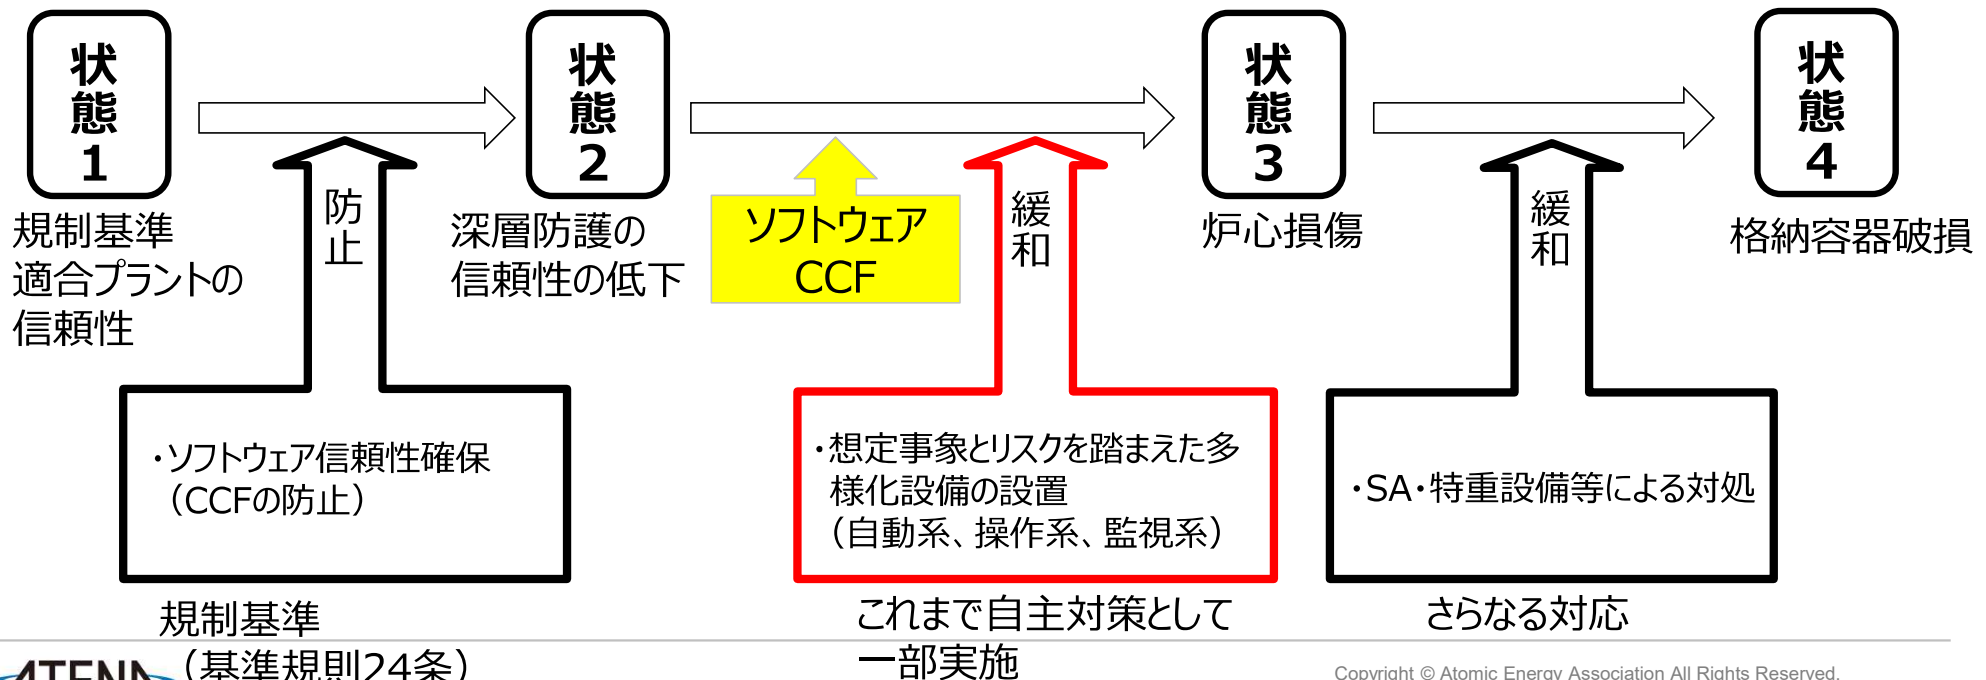 状態1
状態2
状態3
状態4
規制基準
適合プラントの
信頼性
防止
深層防護の
信頼性の低下
ソフトウェア
CCF
緩和
炉心損傷
緩和
格納容器破損
・ソフトウェア信頼性確保
（CCFの防止）
・想定事象とリスクを踏まえた多
様化設備の設置
（自動系、操作系、監視系）
・SA・特重設備等による対処
規制基準
（基準規則24条）
これまで自主対策として
一部実施
さらなる対応
ATENA
Copyright © Atomic Energy Association All Rights Reserved.